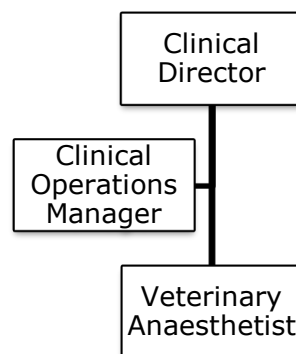 Clinical
Director
Clinical
Operations
Manager
Veterinary
Anaesthetist